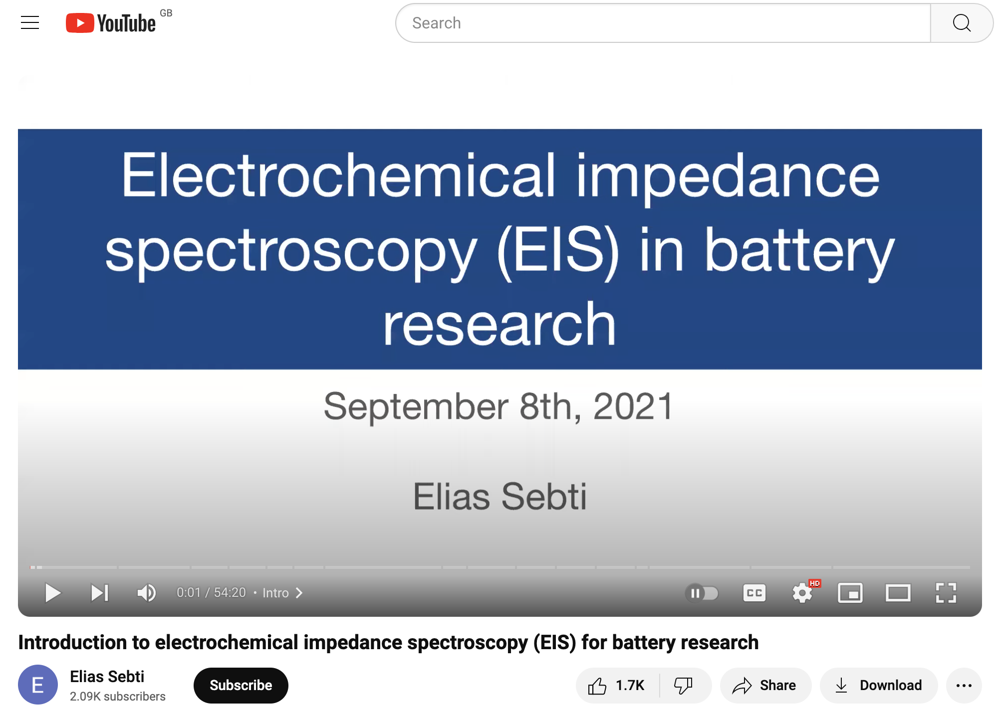 YouTube GB
Search
Electrochemical impedance
spectroscopy (EIS) in battery
research
September 8th, 2021
Elias Sebti
0:01 / 54:20 • Intro
CC
HD
Introduction to electrochemical impedance spectroscopy (EIS) for battery research
E
Elias Sebti
2.09K subscribers
Subscribe
1.7K
Share
Download